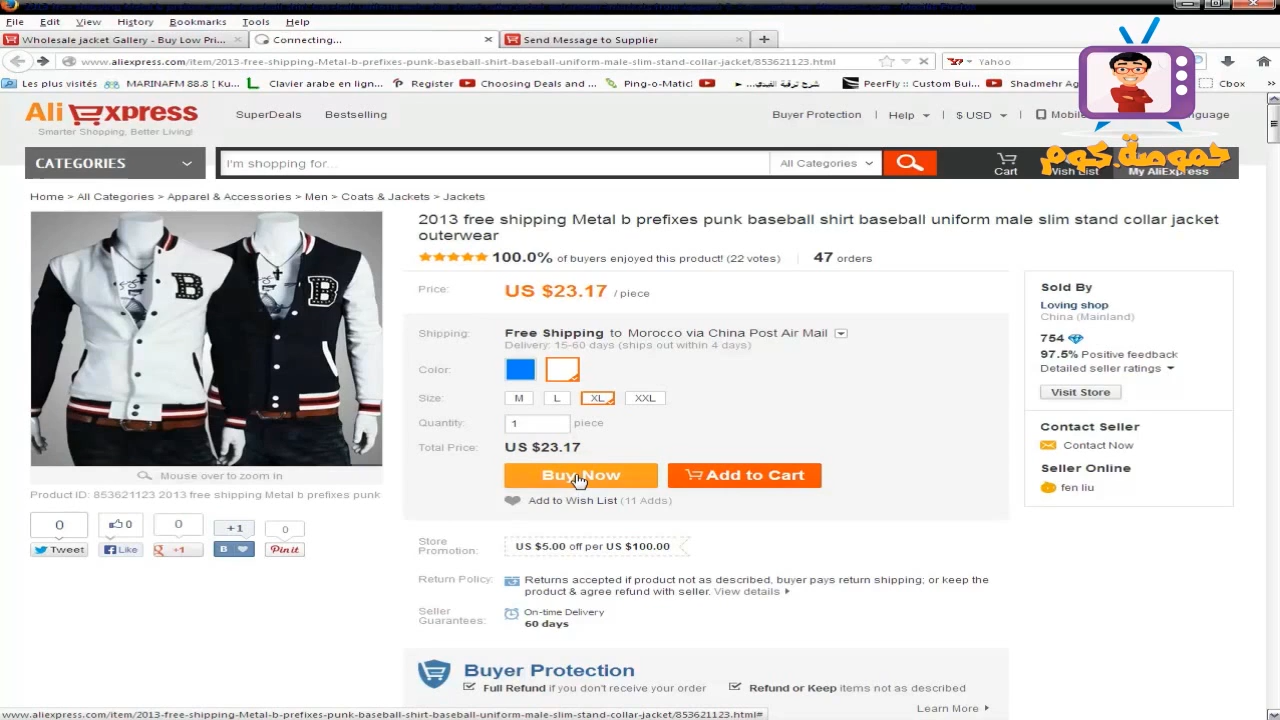 File Edit View History Bookmarks Tools Help
Wholesale jacket Gallery - Buy Low Pri... Connecting... Send Message to Supplier
www.aliexpress.com/item/2013-free-shipping-Metal-b-prefixes-punk-baseball-shirt-baseball-uniform-male-slim-stand-collar-jacket/853621123.html Yahoo
Les plus visités MARINAFM 88.8 [ Ku... Clavier arabe en lign... Register Choosing Deals and ... Ping-o-Matic! شرح ترقية الفيدي... PeerFly :: Custom Bui... Shadmehr Ag Cbox
AliExpress
Smarter Shopping, Better Living!
SuperDeals Bestselling Buyer Protection Help $ USD Mobile Language
CATEGORIES I'm shopping for... All Categories Cart Wish List My AliExpress
حموصة.كوم
Home > All Categories > Apparel & Accessories > Men > Coats & Jackets > Jackets
2013 free shipping Metal b prefixes punk baseball shirt baseball uniform male slim stand collar jacket
outerwear
100.0% of buyers enjoyed this product! (22 votes) 47 orders
Price: US $23.17 / piece
Shipping: Free Shipping to Morocco via China Post Air Mail
Delivery: 15-60 days (ships out within 4 days)
Color:
Size: M L XL XXL
Quantity: 1 piece
Total Price: US $23.17
Buy Now Add to Cart
Add to Wish List (11 Adds)
B B
Mouse over to zoom in
Product ID: 853621123 2013 free shipping Metal b prefixes punk
0 0 0 +1 0
Tweet Like +1 B Pin it
Sold By
Loving shop
China (Mainland)
754
97.5% Positive feedback
Detailed seller ratings
Visit Store
Contact Seller
Contact Now
Seller Online
fen liu
Store
Promotion: US $5.00 off per US $100.00
Return Policy: Returns accepted if product not as described, buyer pays return shipping; or keep the
product & agree refund with seller. View details
Seller
Guarantees: On-time Delivery
60 days
Buyer Protection
Full Refund if you don't receive your order Refund or Keep items not as described
Learn More
www.aliexpress.com/item/2013-free-shipping-Metal-b-prefixes-punk-baseball-shirt-baseball-uniform-male-slim-stand-collar-jacket/853621123.html#